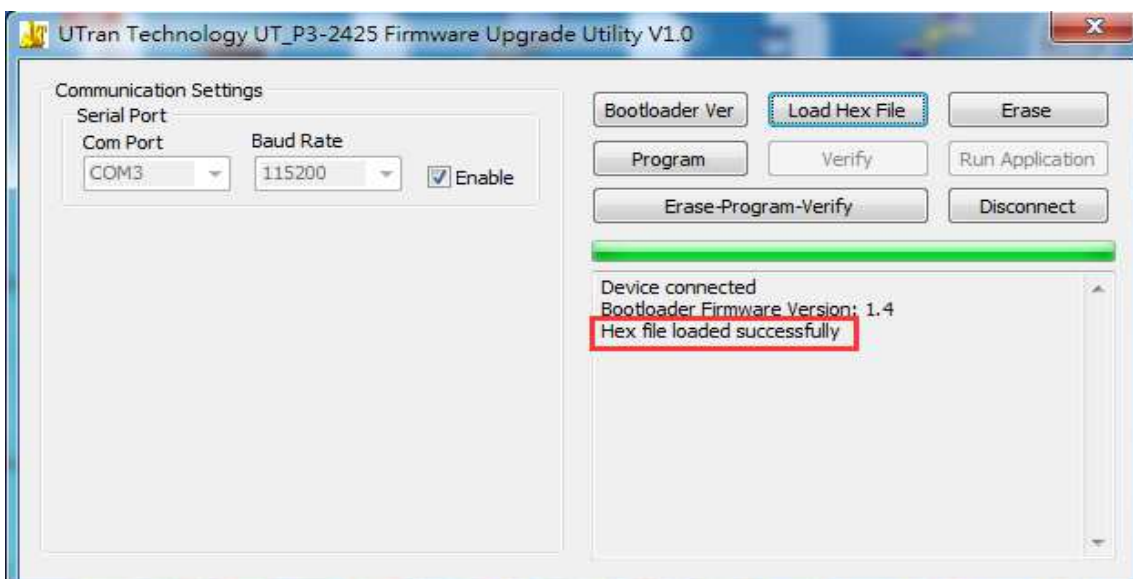 UTran Technology UT_P3-2425 Firmware Upgrade Utility V1.0
Communication Settings
Serial Port
Com Port
Baud Rate
COM3
115200
Enable
Bootloader Ver
Load Hex File
Erase
Program
Verify
Run Application
Erase-Program-Verify
Disconnect
Device connected
Bootloader Firmware Version: 1.4
Hex file loaded successfully